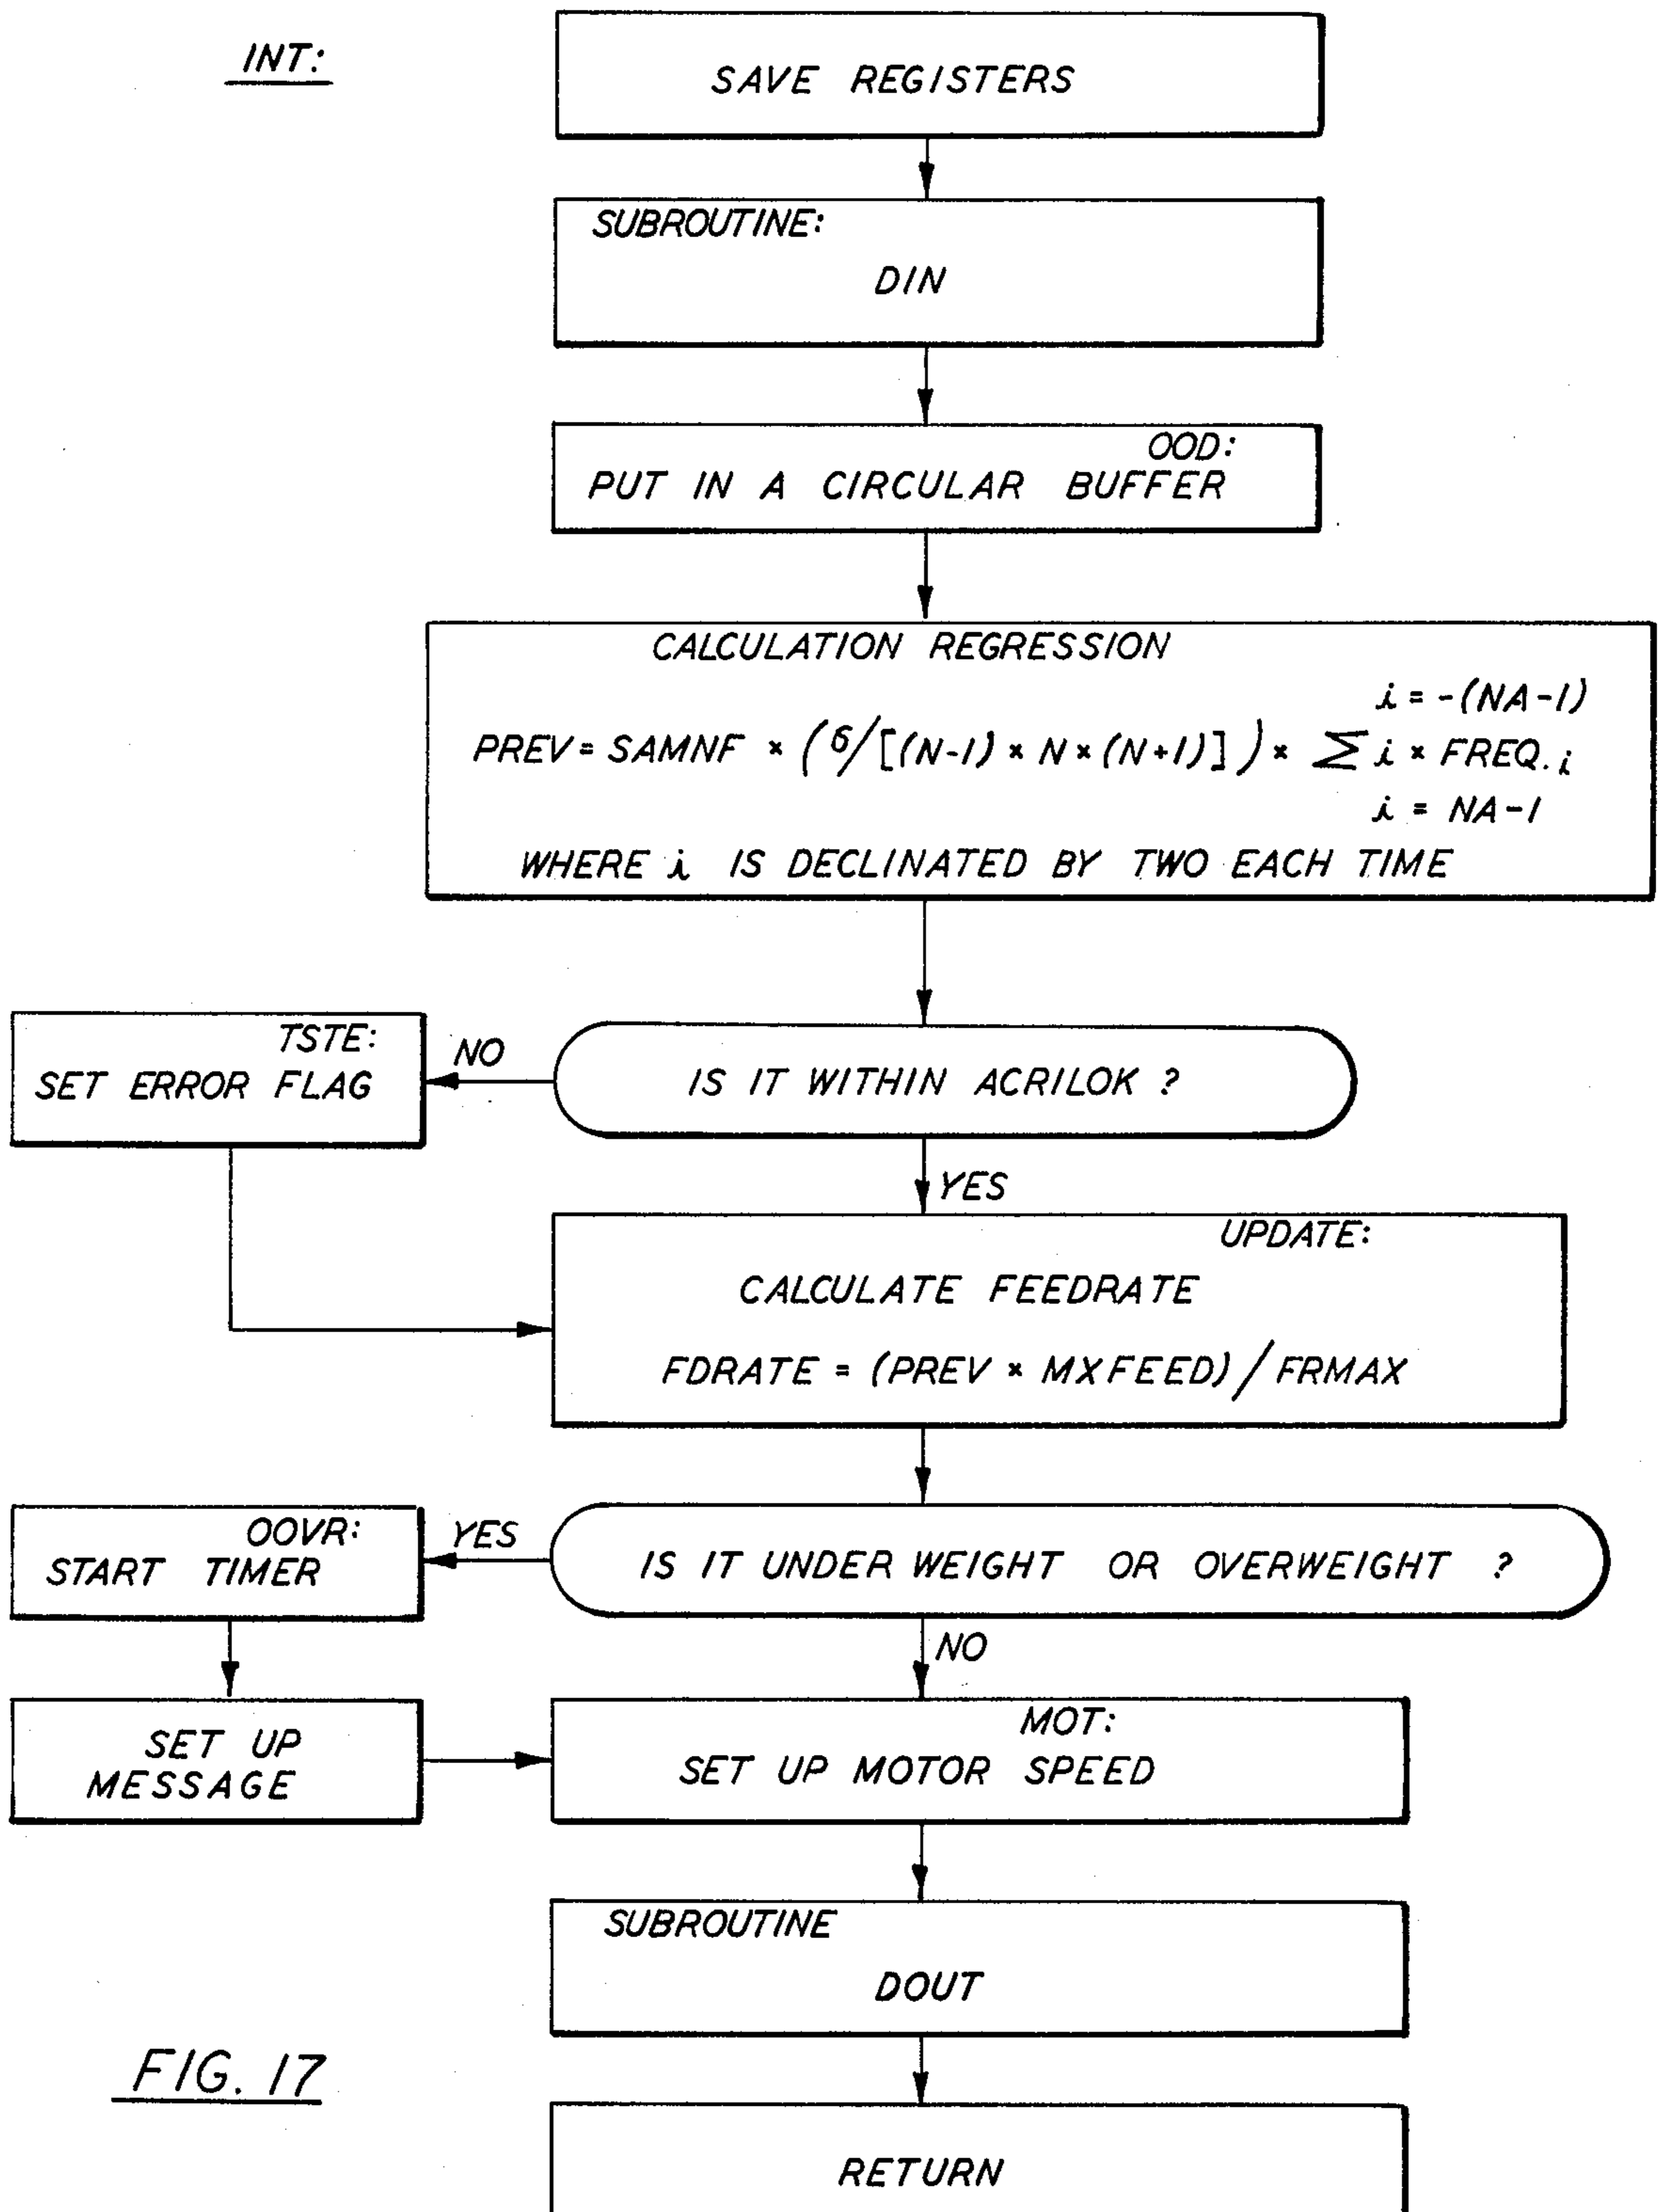 INT:
SAVE REGISTERS
SUBROUTINE:
DIN
OOD:
PUT IN A CIRCULAR BUFFER
CALCULATION REGRESSION
i = -(NA-1)
PREV = SAMNF × (6/[(N-1) × N × (N+1)]) × Σ i × FREQ. i
i = NA-1
WHERE i IS DECLINATED BY TWO EACH TIME
TSTE:
SET ERROR FLAG
NO
IS IT WITHIN ACRILOK ?
YES
UPDATE:
CALCULATE FEEDRATE
FDRATE = (PREV × MXFEED) / FRMAX
OOVR:
START TIMER
YES
IS IT UNDER WEIGHT OR OVERWEIGHT ?
NO
SET UP
MESSAGE
MOT:
SET UP MOTOR SPEED
SUBROUTINE
DOUT
FIG. 17
RETURN